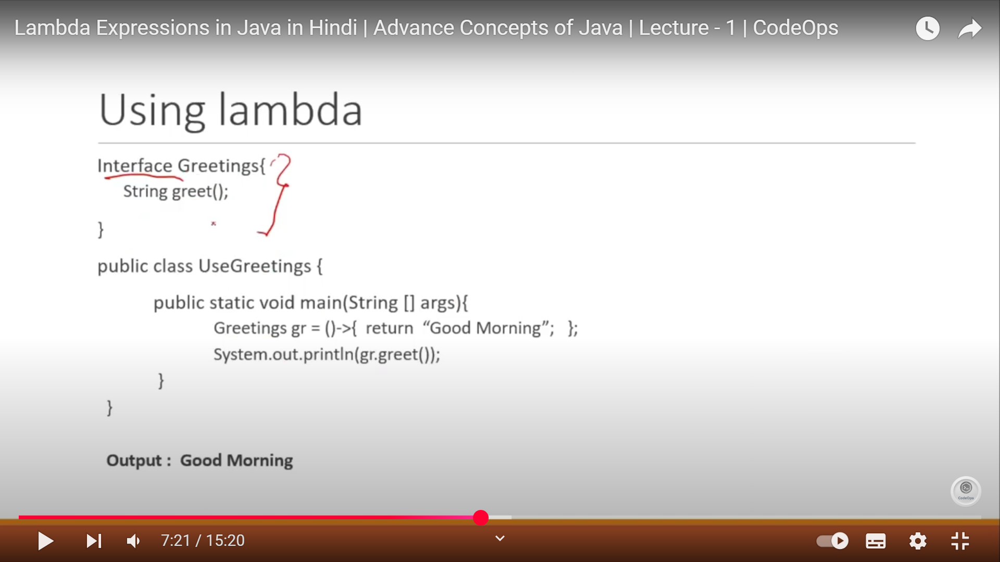 Lambda Expressions in Java in Hindi | Advance Concepts of Java | Lecture - 1 | CodeOps
Using lambda
Interface Greetings{
String greet();
}
public class UseGreetings {
public static void main(String [] args){
Greetings gr = ()->{ return “Good Morning”; };
System.out.println(gr.greet());
}
}
Output : Good Morning
CodeOps
7:21 / 15:20